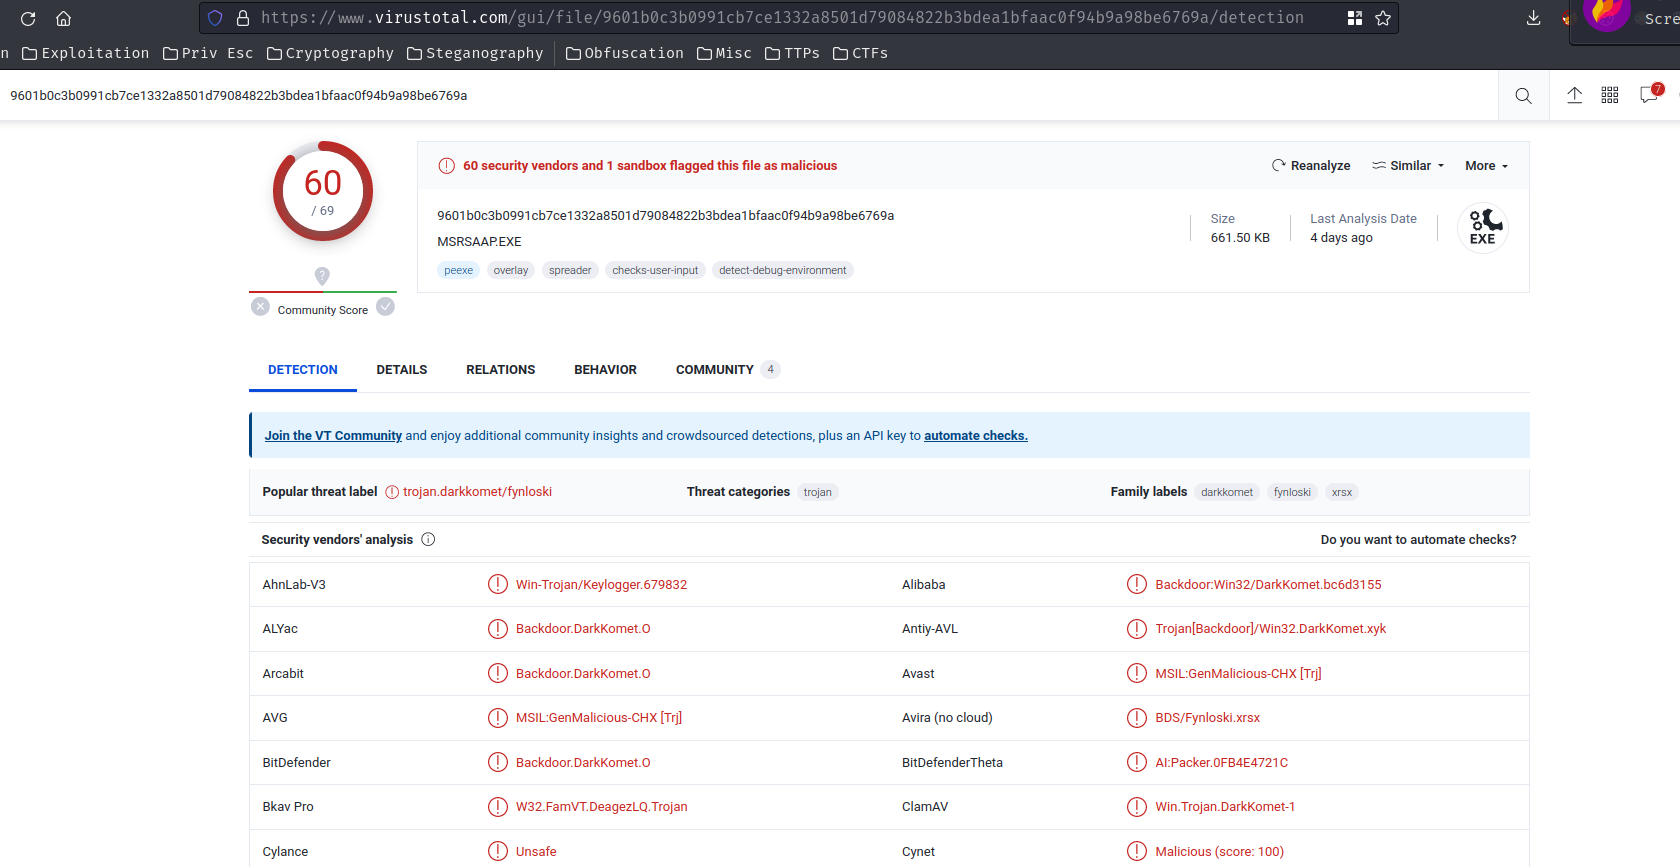 https://www.virustotal.com/gui/file/9601b0c3b0991cb7ce1332a8501d79084822b3bdea1bfaac0f94b9a98be6769a/detection
Scre
n Exploitation Priv Esc Cryptography Steganography Obfuscation Misc TTPs CTFs
9601b0c3b0991cb7ce1332a8501d79084822b3bdea1bfaac0f94b9a98be6769a
7
60
/ 69
Community Score
60 security vendors and 1 sandbox flagged this file as malicious
Reanalyze Similar More
9601b0c3b0991cb7ce1332a8501d79084822b3bdea1bfaac0f94b9a98be6769a
MSRSAAP.EXE
peexe overlay spreader checks-user-input detect-debug-environment
Size
661.50 KB
Last Analysis Date
4 days ago
EXE
DETECTION DETAILS RELATIONS BEHAVIOR COMMUNITY 4
Join the VT Community and enjoy additional community insights and crowdsourced detections, plus an API key to automate checks.
Popular threat label trojan.darkkomet/fynloski Threat categories trojan Family labels darkkomet fynloski xrsx
Security vendors' analysis Do you want to automate checks?
AhnLab-V3 Win-Trojan/Keylogger.679832 Alibaba Backdoor:Win32/DarkKomet.bc6d3155
ALYac Backdoor.DarkKomet.O Antiy-AVL Trojan[Backdoor]/Win32.DarkKomet.xyk
Arcabit Backdoor.DarkKomet.O Avast MSIL:GenMalicious-CHX [Trj]
AVG MSIL:GenMalicious-CHX [Trj] Avira (no cloud) BDS/Fynloski.xrsx
BitDefender Backdoor.DarkKomet.O BitDefenderTheta AI:Packer.0FB4E4721C
Bkav Pro W32.FamVT.DeagezLQ.Trojan ClamAV Win.Trojan.DarkKomet-1
Cylance Unsafe Cynet Malicious (score: 100)